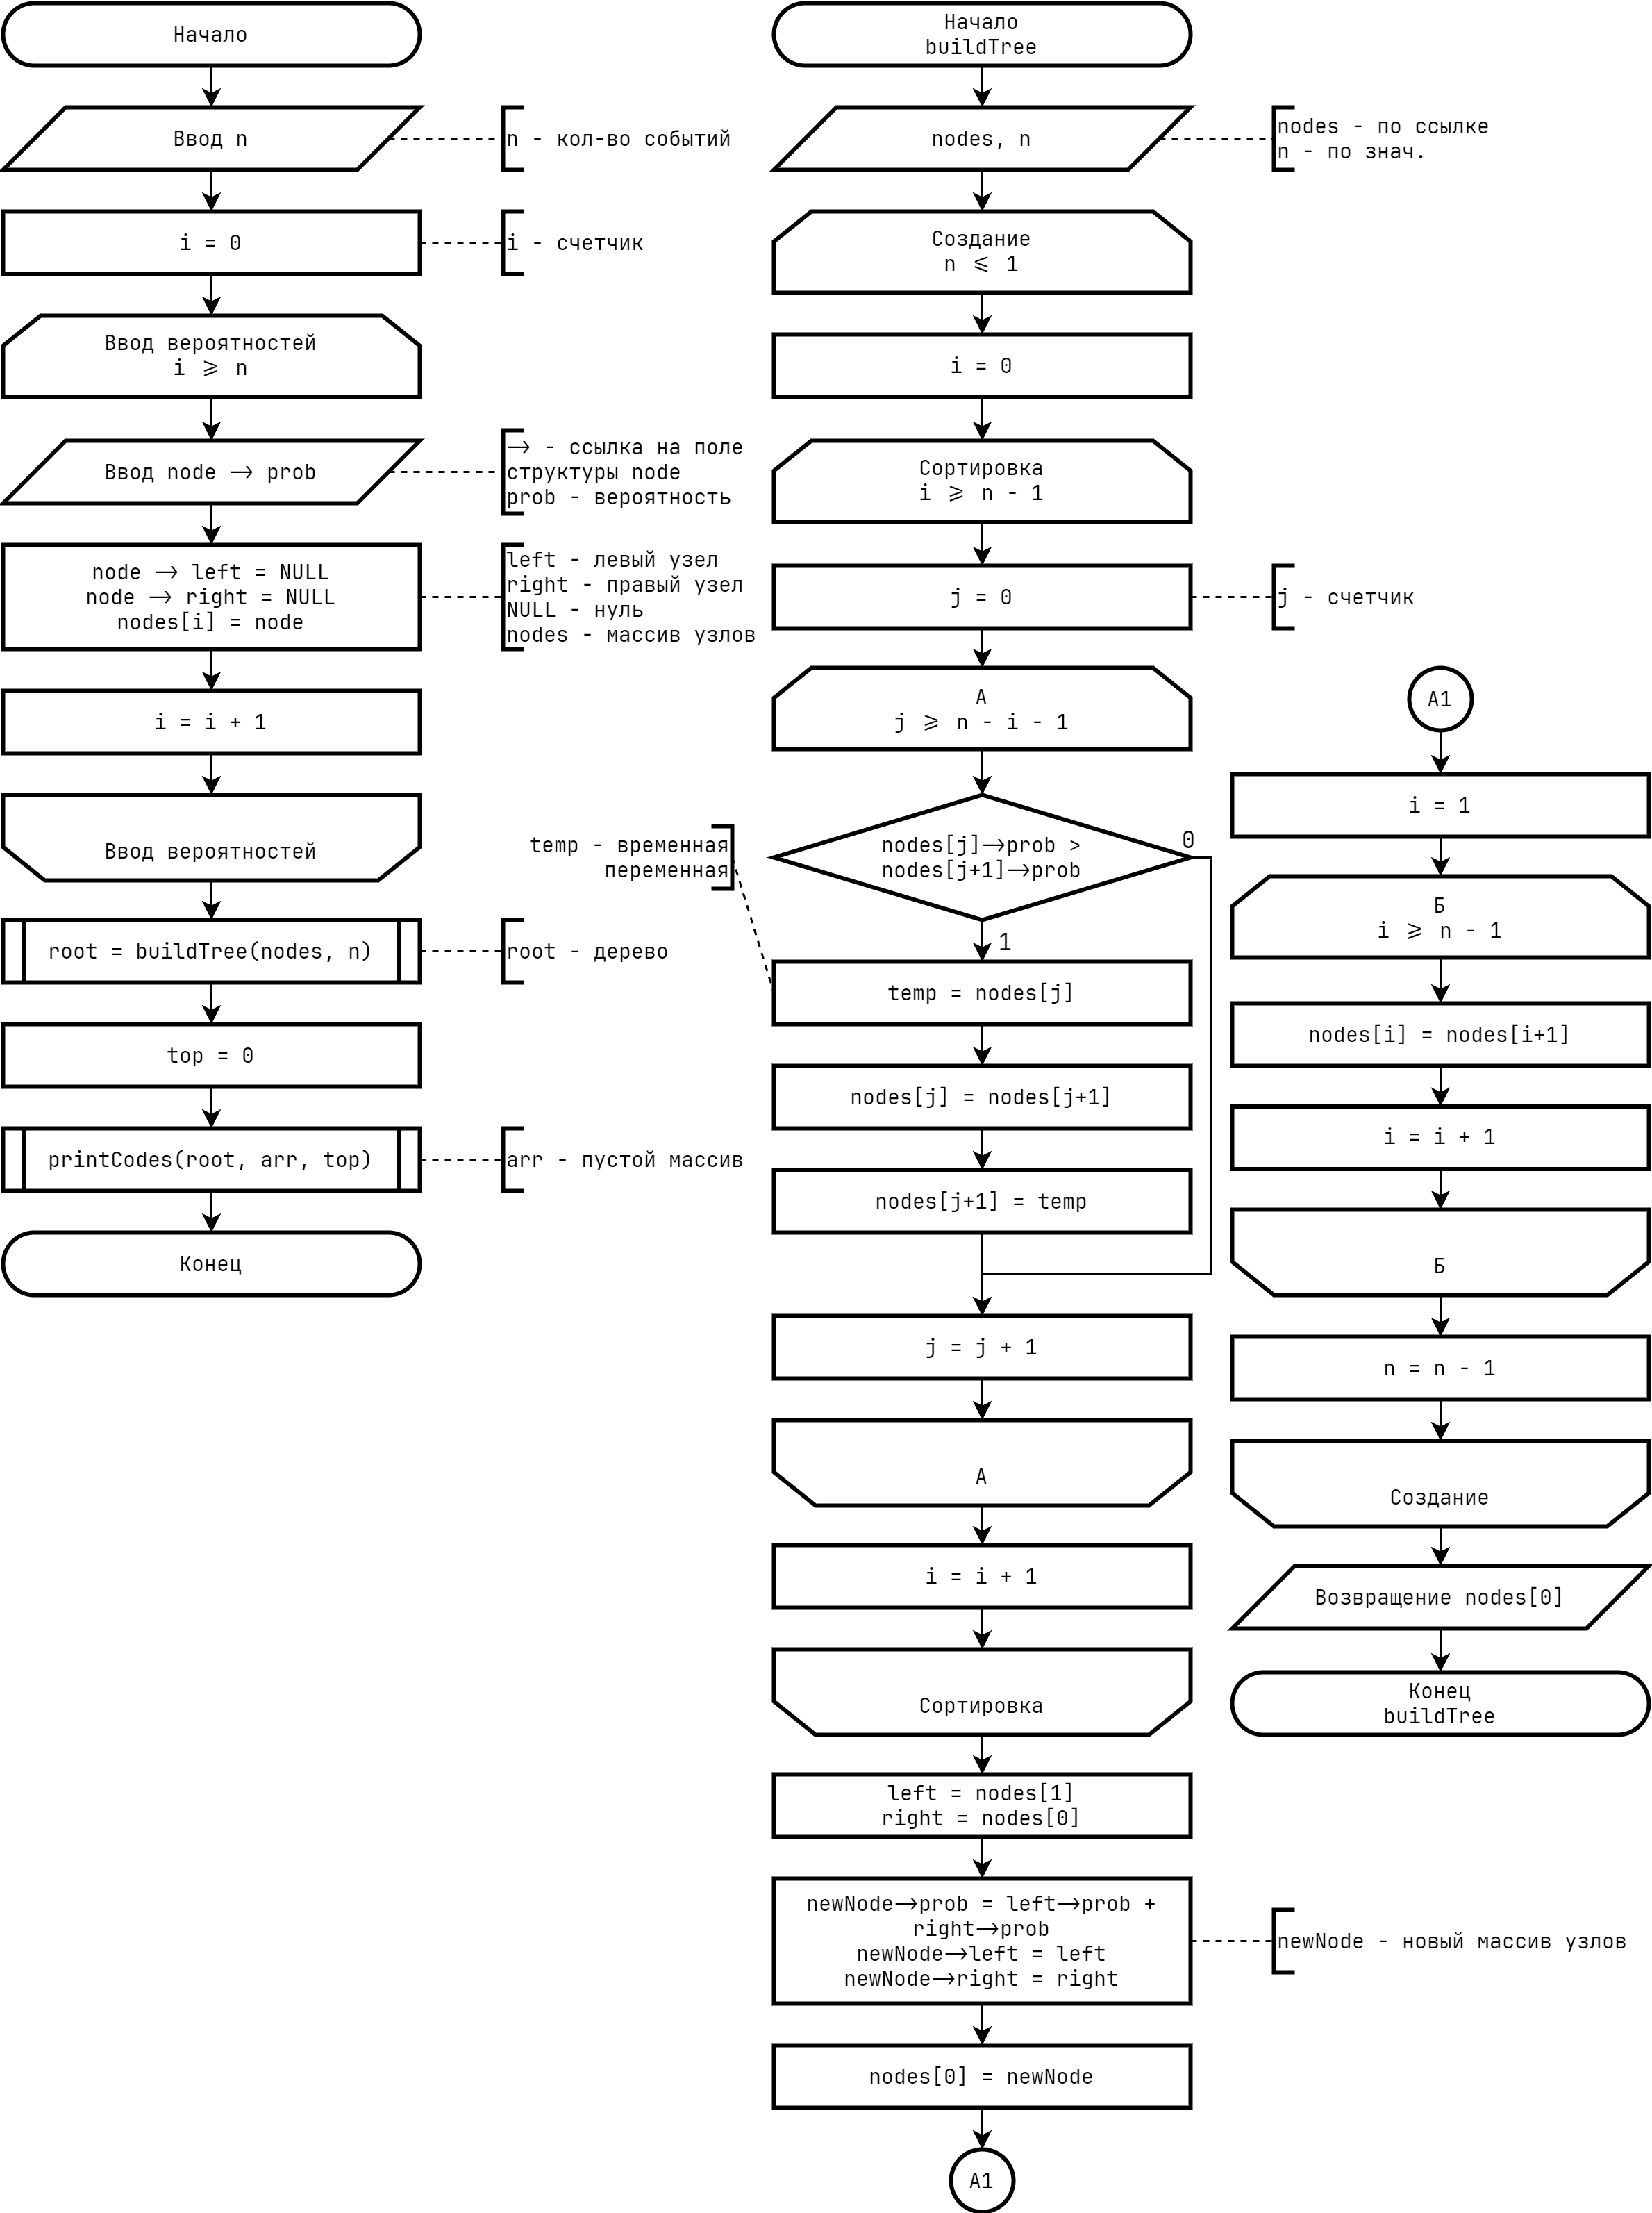 Начало
Ввод n
n - кол-во событий
i = 0
i - счетчик
Ввод вероятностей
i ⩾ n
Ввод node → prob
→ - ссылка на поле
структуры node
prob - вероятность
node → left = NULL
node → right = NULL
nodes[i] = node
left - левый узел
right - правый узел
NULL - нуль
nodes - массив узлов
i = i + 1
Ввод вероятностей
root = buildTree(nodes, n)
root - дерево
top = 0
printCodes(root, arr, top)
arr - пустой массив
Конец
Начало
buildTree
nodes, n
nodes - по ссылке
n - по знач.
Создание
n ⩽ 1
i = 0
Сортировка
i ⩾ n - 1
j = 0
j - счетчик
А
j ⩾ n - i - 1
nodes[j]→prob >
nodes[j+1]→prob
0
1
temp - временная
переменная
temp = nodes[j]
nodes[j] = nodes[j+1]
nodes[j+1] = temp
j = j + 1
А
i = i + 1
Сортировка
left = nodes[1]
right = nodes[0]
newNode→prob = left→prob +
right→prob
newNode→left = left
newNode→right = right
newNode - новый массив узлов
nodes[0] = newNode
А1
А1
i = 1
Б
i ⩾ n - 1
nodes[i] = nodes[i+1]
i = i + 1
Б
n = n - 1
Создание
Возвращение nodes[0]
Конец
buildTree